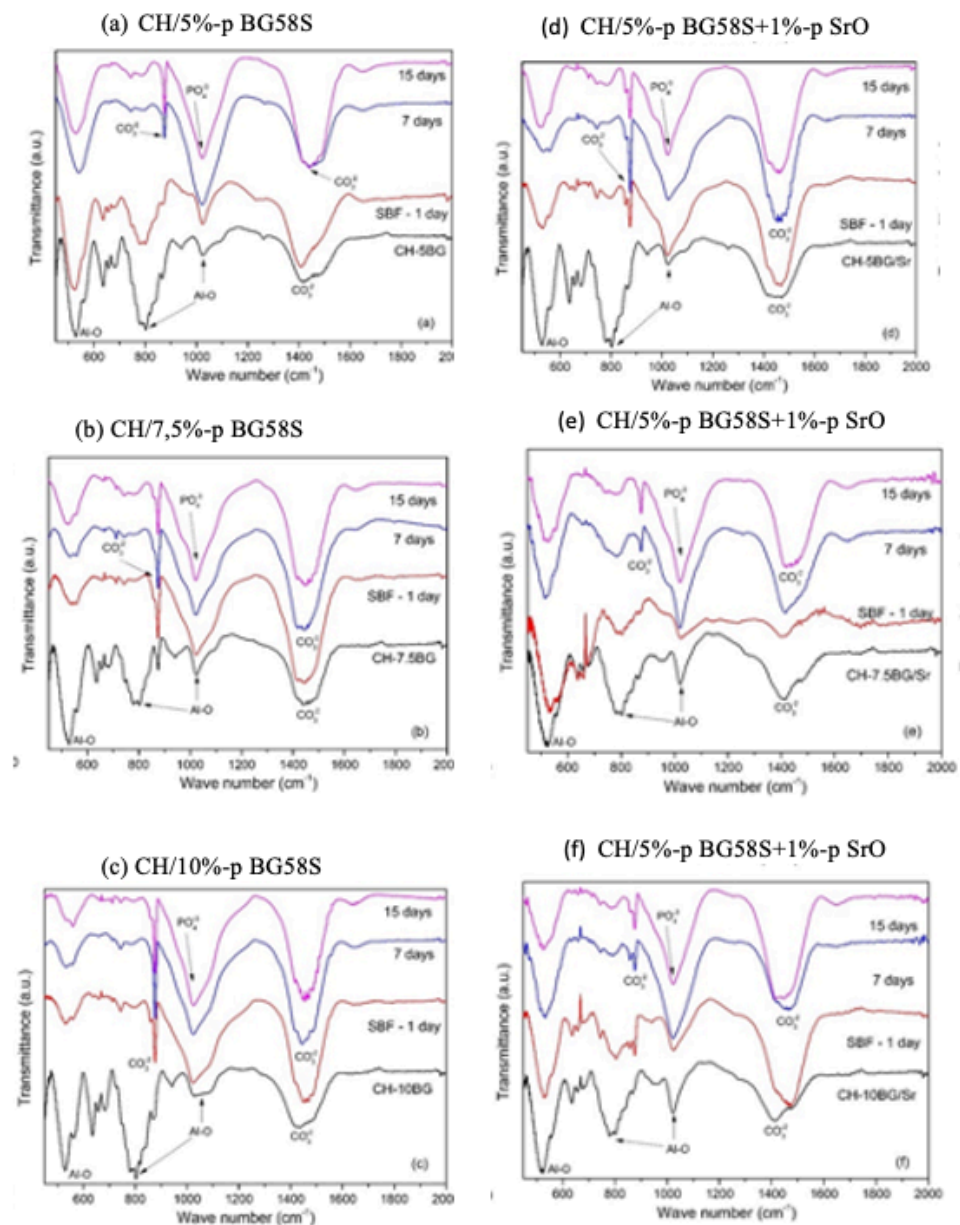 (a) CH/5%-p BG58S
15 days
PO₄³⁻
7 days
CO₃²⁻
CO₃²⁻
SBF - 1 day
CH-5BG
Al-O
CO₃²⁻
Al-O
(a)
Transmittance (a.u.)
600 800 1000 1200 1400 1600 1800 200
Wave number (cm⁻¹)
(d) CH/5%-p BG58S+1%-p SrO
15 days
PO₄³⁻
7 days
CO₃²⁻
CO₃²⁻
SBF - 1 day
CH-5BG/Sr
Al-O
CO₃²⁻
Al-O
(d)
Transmittance (a.u.)
600 800 1000 1200 1400 1600 1800 2000
Wave number (cm⁻¹)
(b) CH/7,5%-p BG58S
15 days
PO₄³⁻
7 days
CO₃²⁻
SBF - 1 day
CO₃²⁻
CH-7.5BG
Al-O
CO₃²⁻
Al-O
(b)
Transmittance (a.u.)
600 800 1000 1200 1400 1600 1800 200
Wave number (cm⁻¹)
(e) CH/5%-p BG58S+1%-p SrO
15 days
PO₄³⁻
7 days
CO₃²⁻
CO₃²⁻
SBF - 1 day
CH-7.5BG/Sr
Al-O
CO₃²⁻
Al-O
(e)
Transmittance (a.u.)
600 800 1000 1200 1400 1600 1800 2000
Wave number (cm⁻¹)
(c) CH/10%-p BG58S
15 days
PO₄³⁻
7 days
SBF - 1 day
CO₃²⁻
CO₃²⁻
CH-10BG
Al-O
CO₃²⁻
Al-O
(c)
Transmittance (a.u.)
600 800 1000 1200 1400 1600 1800 200
Wave number (cm⁻¹)
(f) CH/5%-p BG58S+1%-p SrO
15 days
PO₄³⁻
CO₃²⁻
7 days
CO₃²⁻
SBF - 1 day
CH-10BG/Sr
CO₃²⁻
Al-O
Al-O
(f)
Transmittance (a.u.)
600 800 1000 1200 1400 1600 1800 2000
Wave number (cm⁻¹)